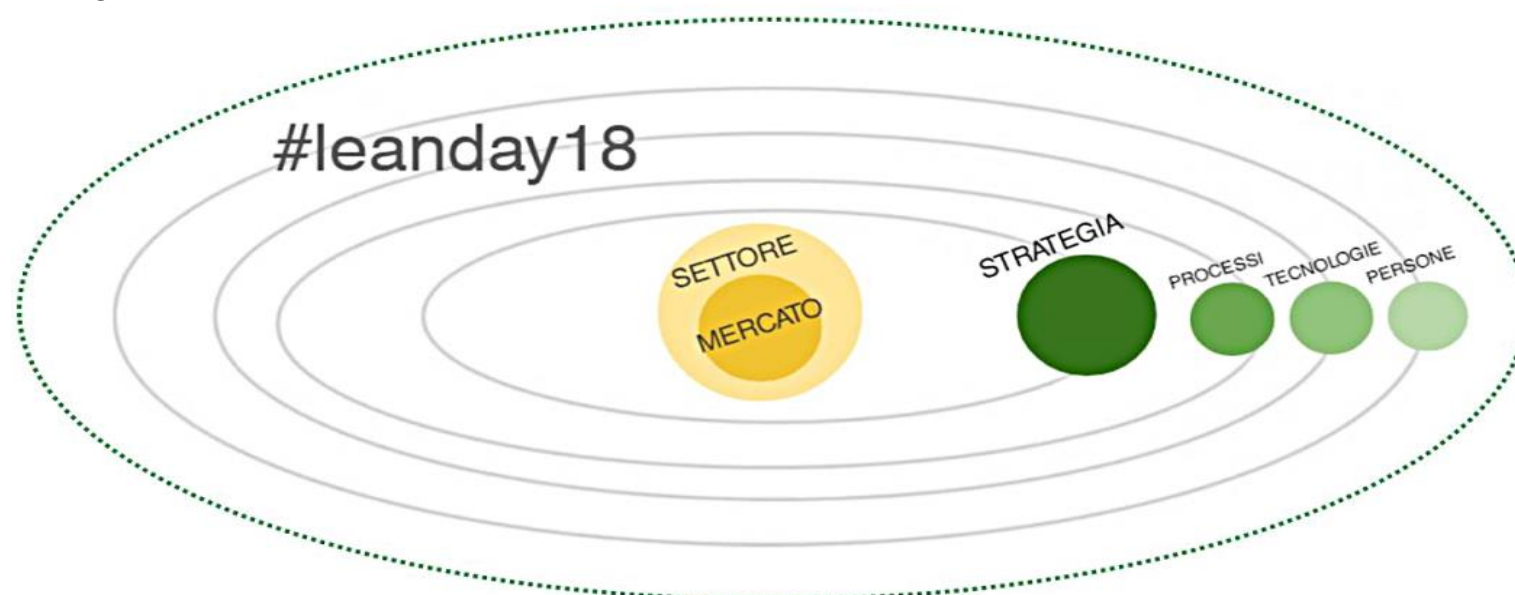 #leanday18
SETTORE
MERCATO
STRATEGIA
PROCESSI
TECNOLOGIE
PERSONE